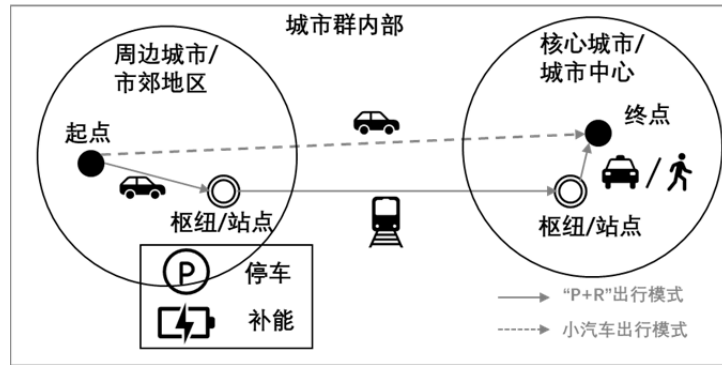 城市群内部
周边城市/
市郊地区
核心城市/
城市中心
起点
终点
枢纽/站点
枢纽/站点
P
停车
补能
“P+R”出行模式
小汽车出行模式